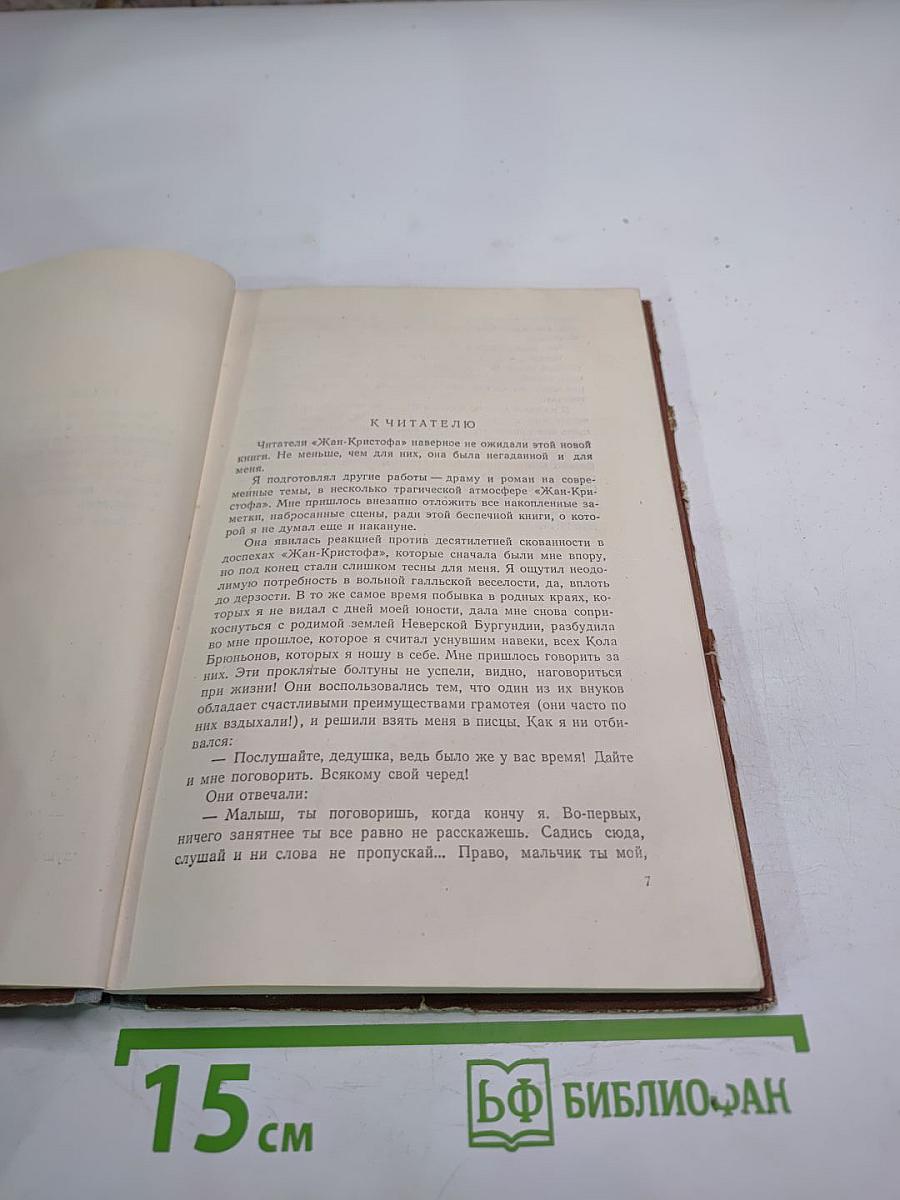 К ЧИТАТЕЛЮ
Читатели «Жан-Кристофа» наверное не ожидали этой новой
книги. Не меньше, чем для них, она была негаданной и для
меня.
Я подготовлял другие работы — драму и роман на совре-
менные темы, в несколько трагической атмосфере «Жан-Кри-
стофа». Мне пришлось внезапно отложить все накопленные за-
метки, набросанные сцены, ради этой беспечной книги, о кото-
рой я не думал еще и накануне.
Она явилась реакцией против десятилетней скованности в
доспехах «Жан-Кристофа», которые сначала были мне впору,
но под конец стали слишком тесны для меня. Я ощутил неодо-
лимую потребность в вольной галльской веселости, да, вплоть
до дерзости. В то же самое время побывка в родных краях, ко-
торых я не видал с дней моей юности, дала мне снова сопри-
коснуться с родимой землей Неверской Бургундии, разбудила
во мне прошлое, которое я считал уснувшим навеки, всех Кола
Брюньонов, которых я ношу в себе. Мне пришлось говорить за
них. Эти проклятые болтуны не успели, видно, наговориться
при жизни! Они воспользовались тем, что один из их внуков
обладает счастливыми преимуществами грамотея (они часто по
них вздыхали!), и решили взять меня в писцы. Как я ни отби-
вался:
— Послушайте, дедушка, ведь было же у вас время! Дайте
и мне поговорить. Всякому свой черед!
Они отвечали:
— Малыш, ты поговоришь, когда кончу я. Во-первых,
ничего занятнее ты все равно не расскажешь. Садись сюда,
слушай и ни слова не пропускай... Право, мальчик ты мой,
7
15 см
БФ БИБЛИОФАН